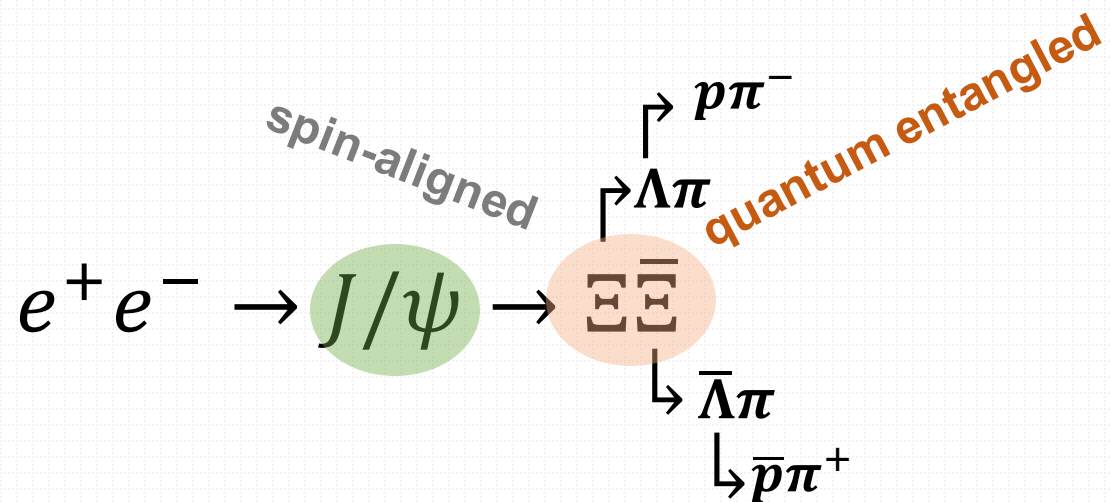 quantum entangled
spin-aligned
pπ⁻
Λπ
e⁺e⁻ → J/ψ → ΞΞ̅
Λ̅π
p̅π⁺